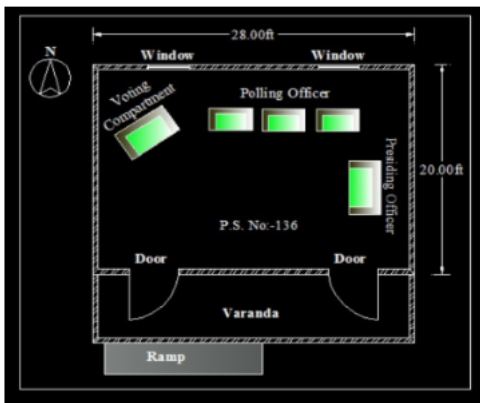 N
28.00ft
Window
Window
Voting
Compartment
Polling Officer
20.00ft
Presiding Officer
P.S. No:-136
Door
Door
Varanda
Ramp